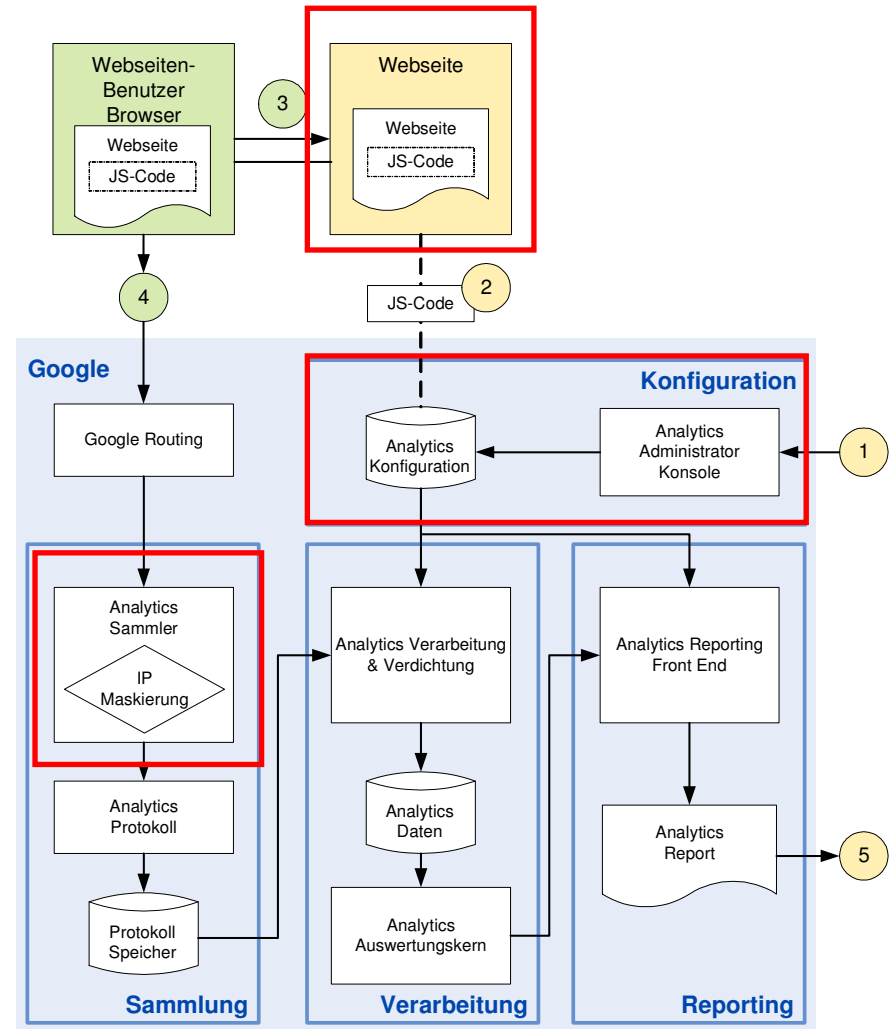 Webseiten-
Benutzer
Browser
Webseite
JS-Code
3
Webseite
Webseite
JS-Code
4
JS-Code
2
Google
Konfiguration
Google Routing
Analytics
Konfiguration
Analytics
Administrator
Konsole
1
Analytics
Sammler
IP
Maskierung
Analytics Verarbeitung
& Verdichtung
Analytics Reporting
Front End
Analytics
Protokoll
Analytics
Daten
Analytics
Report
5
Protokoll
Speicher
Analytics
Auswertungskern
Sammlung
Verarbeitung
Reporting